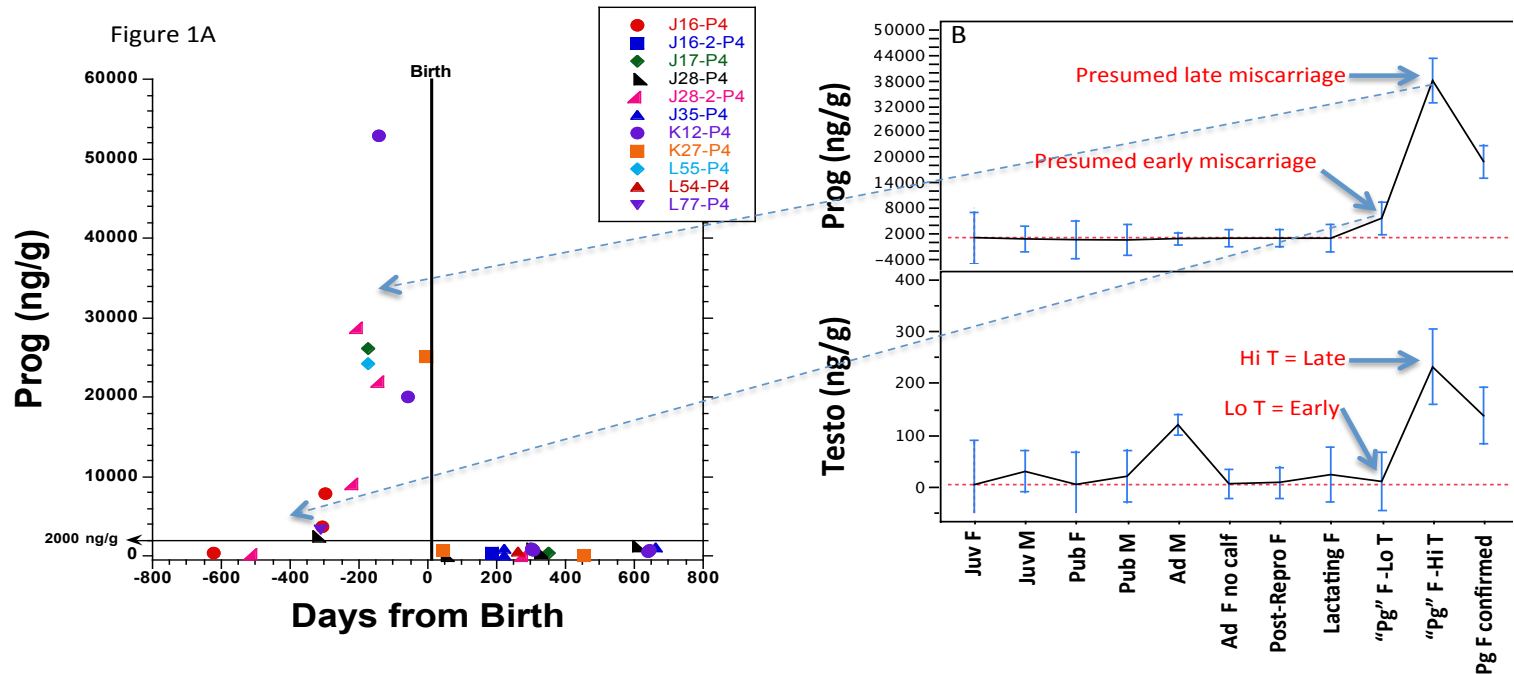 Figure 1A
J16-P4
J16-2-P4
J17-P4
J28-P4
J28-2-P4
J35-P4
K12-P4
K27-P4
L55-P4
L54-P4
L77-P4
Birth
60000
50000
40000
30000
20000
10000
2000 ng/g
0
-800 -600 -400 -200 0 200 400 600 800
Prog (ng/g)
Days from Birth
B
50000
44000
38000
32000
26000
20000
14000
8000
2000
−4000
Prog (ng/g)
Presumed late miscarriage
Presumed early miscarriage
400
300
200
100
0
Testo (ng/g)
Hi T = Late
Lo T = Early
Juv F
Juv M
Pub F
Pub M
Ad M
Ad F no calf
Post-Repro F
Lactating F
“Pg” F -Lo T
“Pg” F -Hi T
Pg F confirmed